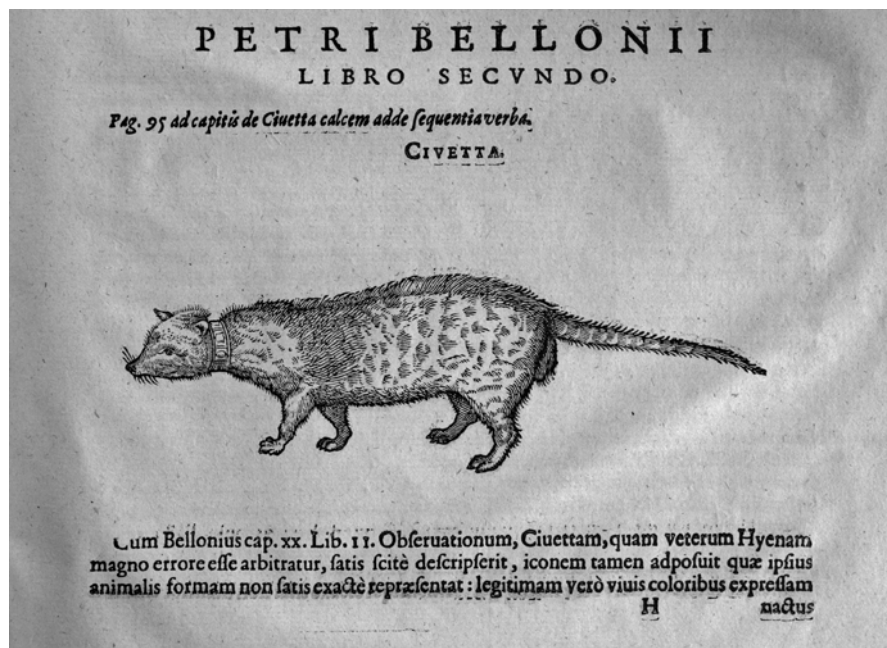 PETRI BELLONII
LIBRO SECVNDO.
Pag. 95 ad capitis de Ciuetta calcem adde ſequentia verba.
CIVETTA.
Cum Bellonius cap. xx. Lib. II. Obſeruationum, Ciuettam, quam veterum Hyenam
magno errore eſſe arbitratur, ſatis ſcitè deſcripſerit, iconem tamen adpoſuit quæ ipſius
animalis formam non ſatis exactè repræſentat: legitimam verò viuis coloribus expreſſam
H nactus